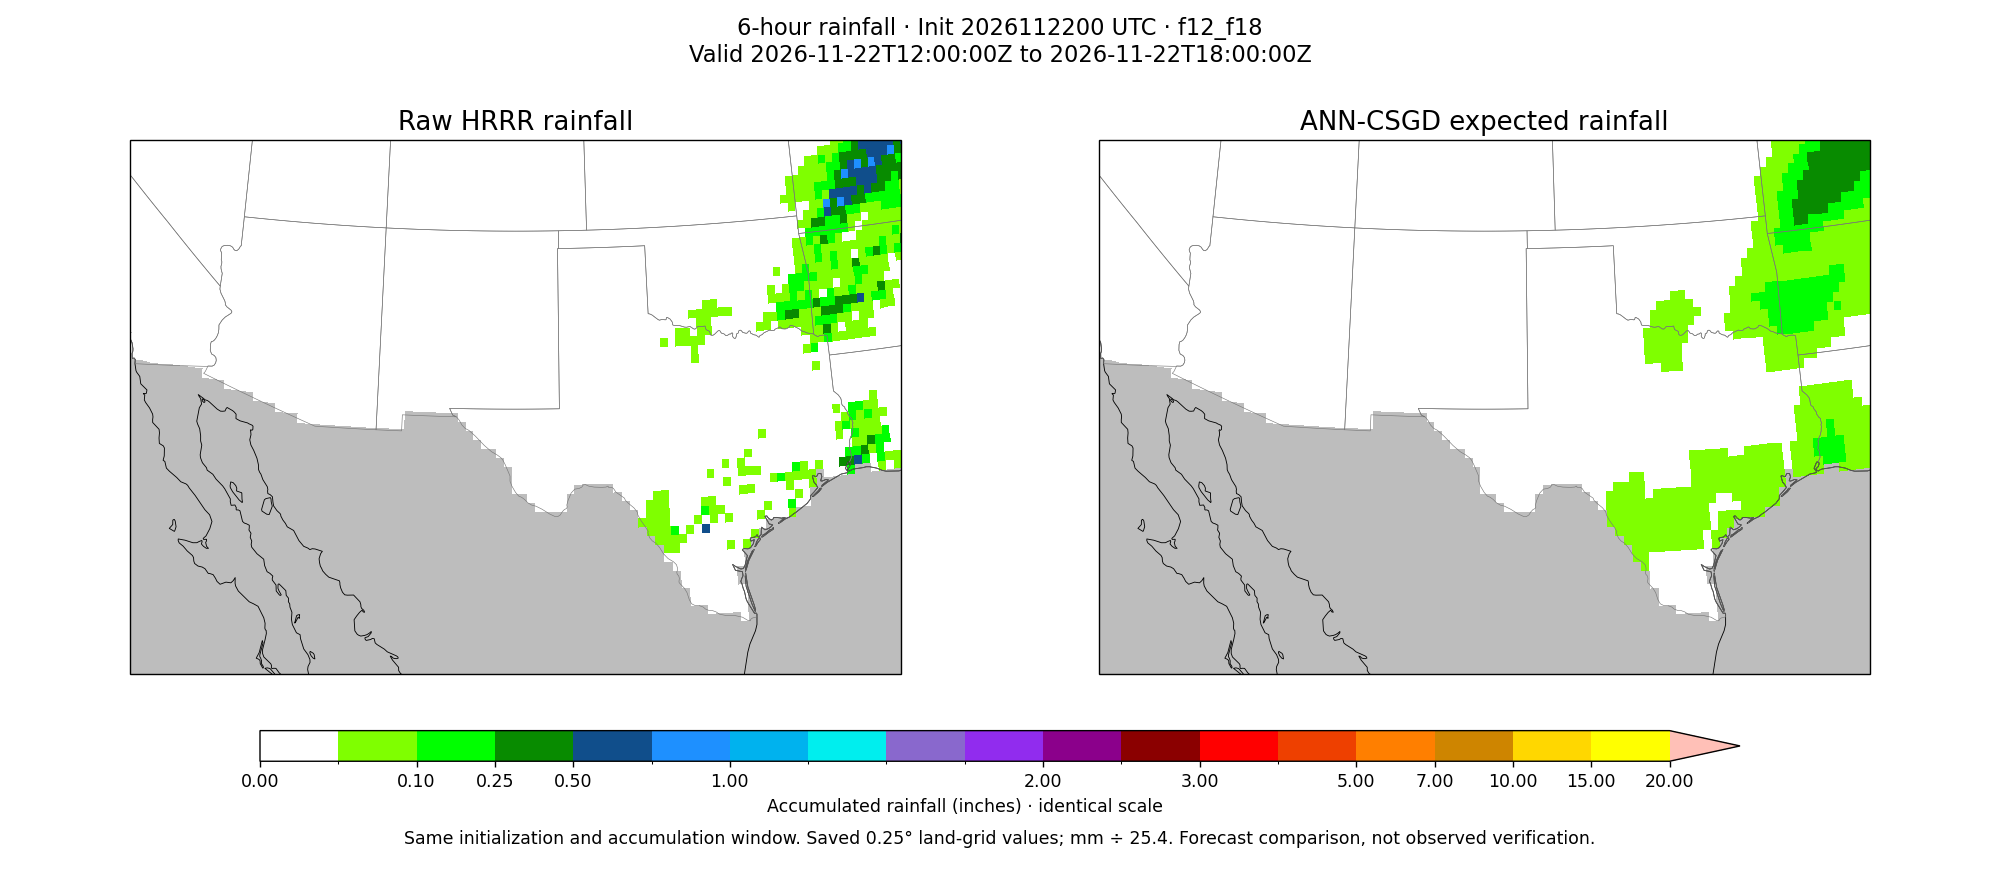 6-hour rainfall · Init 2026112200 UTC · f12_f18
Valid 2026-11-22T12:00:00Z to 2026-11-22T18:00:00Z
Raw HRRR rainfall
ANN-CSGD expected rainfall
0.00 0.10 0.25 0.50 1.00 2.00 3.00 5.00 7.00 10.00 15.00 20.00
Accumulated rainfall (inches) · identical scale
Same initialization and accumulation window. Saved 0.25° land-grid values; mm ÷ 25.4. Forecast comparison, not observed verification.